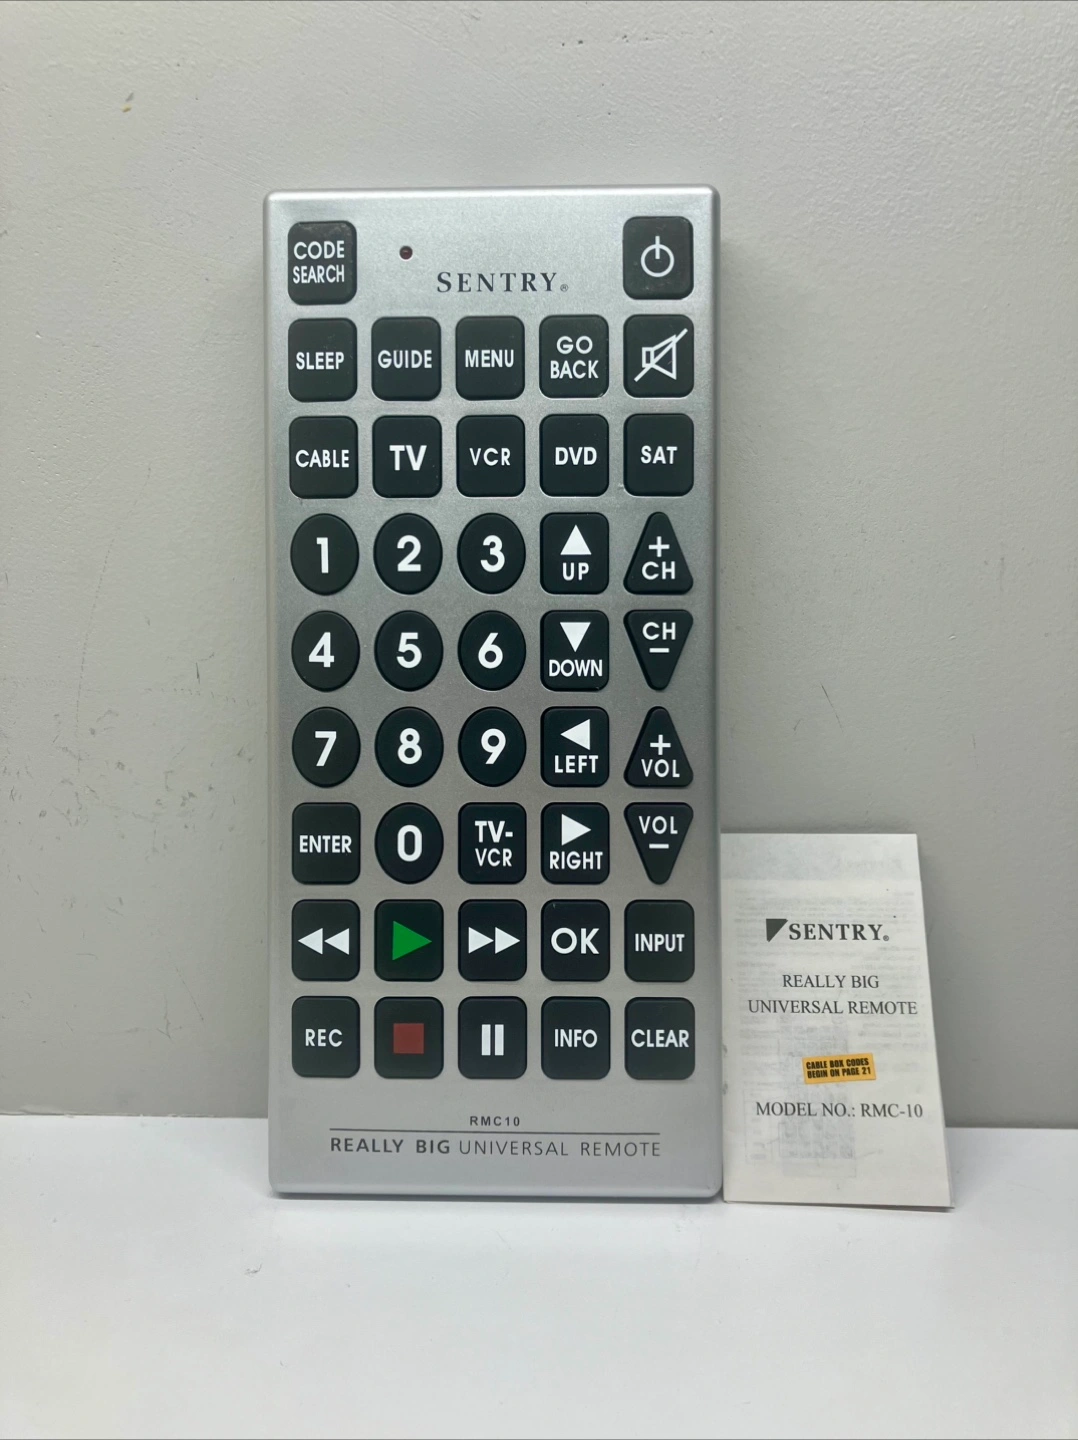 CODE
SEARCH
SENTRY®
SLEEP
GUIDE
MENU
GO
BACK
CABLE
TV
VCR
DVD
SAT
1
2
3
UP
+
CH
4
5
6
DOWN
CH
−
7
8
9
LEFT
+
VOL
ENTER
0
TV-
VCR
RIGHT
VOL
−
OK
INPUT
REC
INFO
CLEAR
RMC10
REALLY BIG UNIVERSAL REMOTE
SENTRY®
REALLY BIG
UNIVERSAL REMOTE
CABLE BOX CODES
BEGIN ON PAGE 21
MODEL NO.: RMC-10